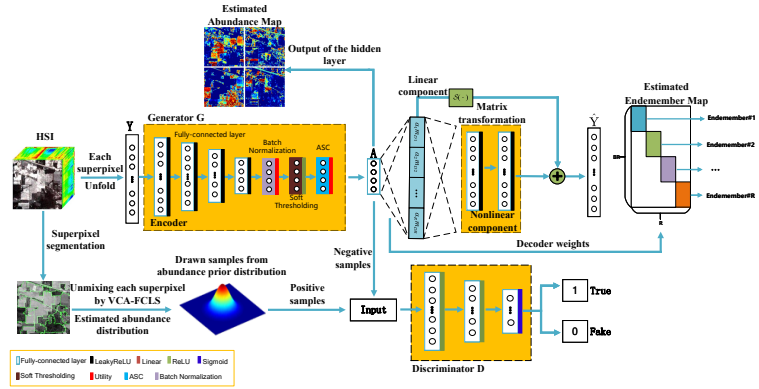 Estimated
Abundance Map
Output of the hidden
layer
Linear
component
S(·)
Matrix
transformation
Ŷ
Estimated
Endemember Map
Endemember#1
Endemember#2
...
Endemember#R
R
HSI
Each
superpixel
Unfold
Y
Generator G
Fully-connected layer
Batch
Normalization
ASC
Soft
Thresholding
Encoder
A
...
Nonlinear
component
Decoder weights
Superpixel
segmentation
Negative
samples
Drawn samples from
abundance prior distribution
Unmixing each superpixel
by VCA-FCLS
Estimated abundance
distribution
Positive
samples
Input
Discriminator D
1 True
0 Fake
Fully-connected layer LeakyReLU Linear ReLU Sigmoid
Soft Thresholding Utility ASC Batch Normalization